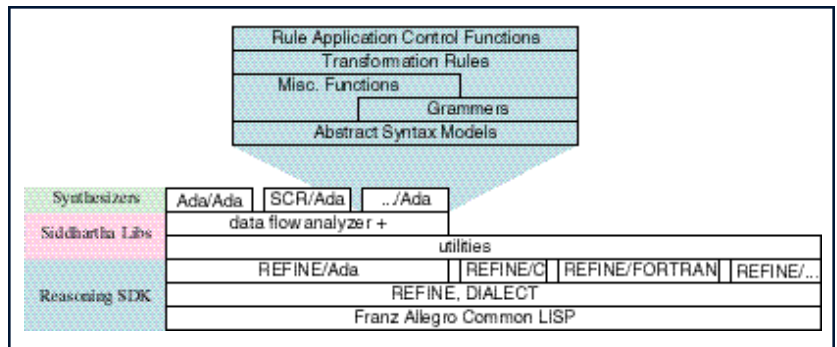 Rule Application Control Functions
Transformation Rules
Misc. Functions
Grammers
Abstract Syntax Models
Synthesizers
Ada/Ada
SCR/Ada
.../Ada
Siddhartha Libs
data flow analyzer +
utilities
Reasoning SDK
REFINE/Ada
REFINE/C
REFINE/FORTRAN
REFINE/...
REFINE, DIALECT
Franz Allegro Common LISP